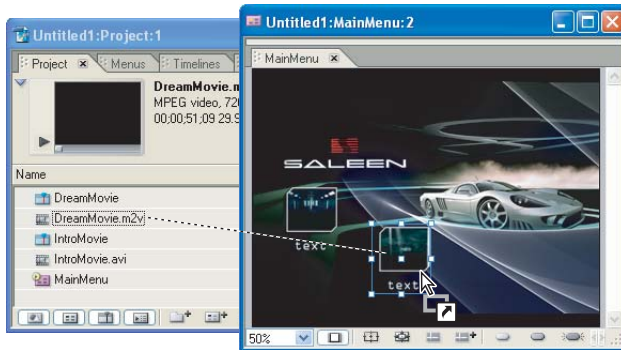 Untitled1:Project:1
Project
Menus
Timelines
DreamMovie.m
MPEG video, 720
00;00;51;09 29.9
Name
DreamMovie
DreamMovie.m2v
IntroMovie
IntroMovie.avi
MainMenu
Untitled1:MainMenu:2
MainMenu
SALEEN
text
text
50%